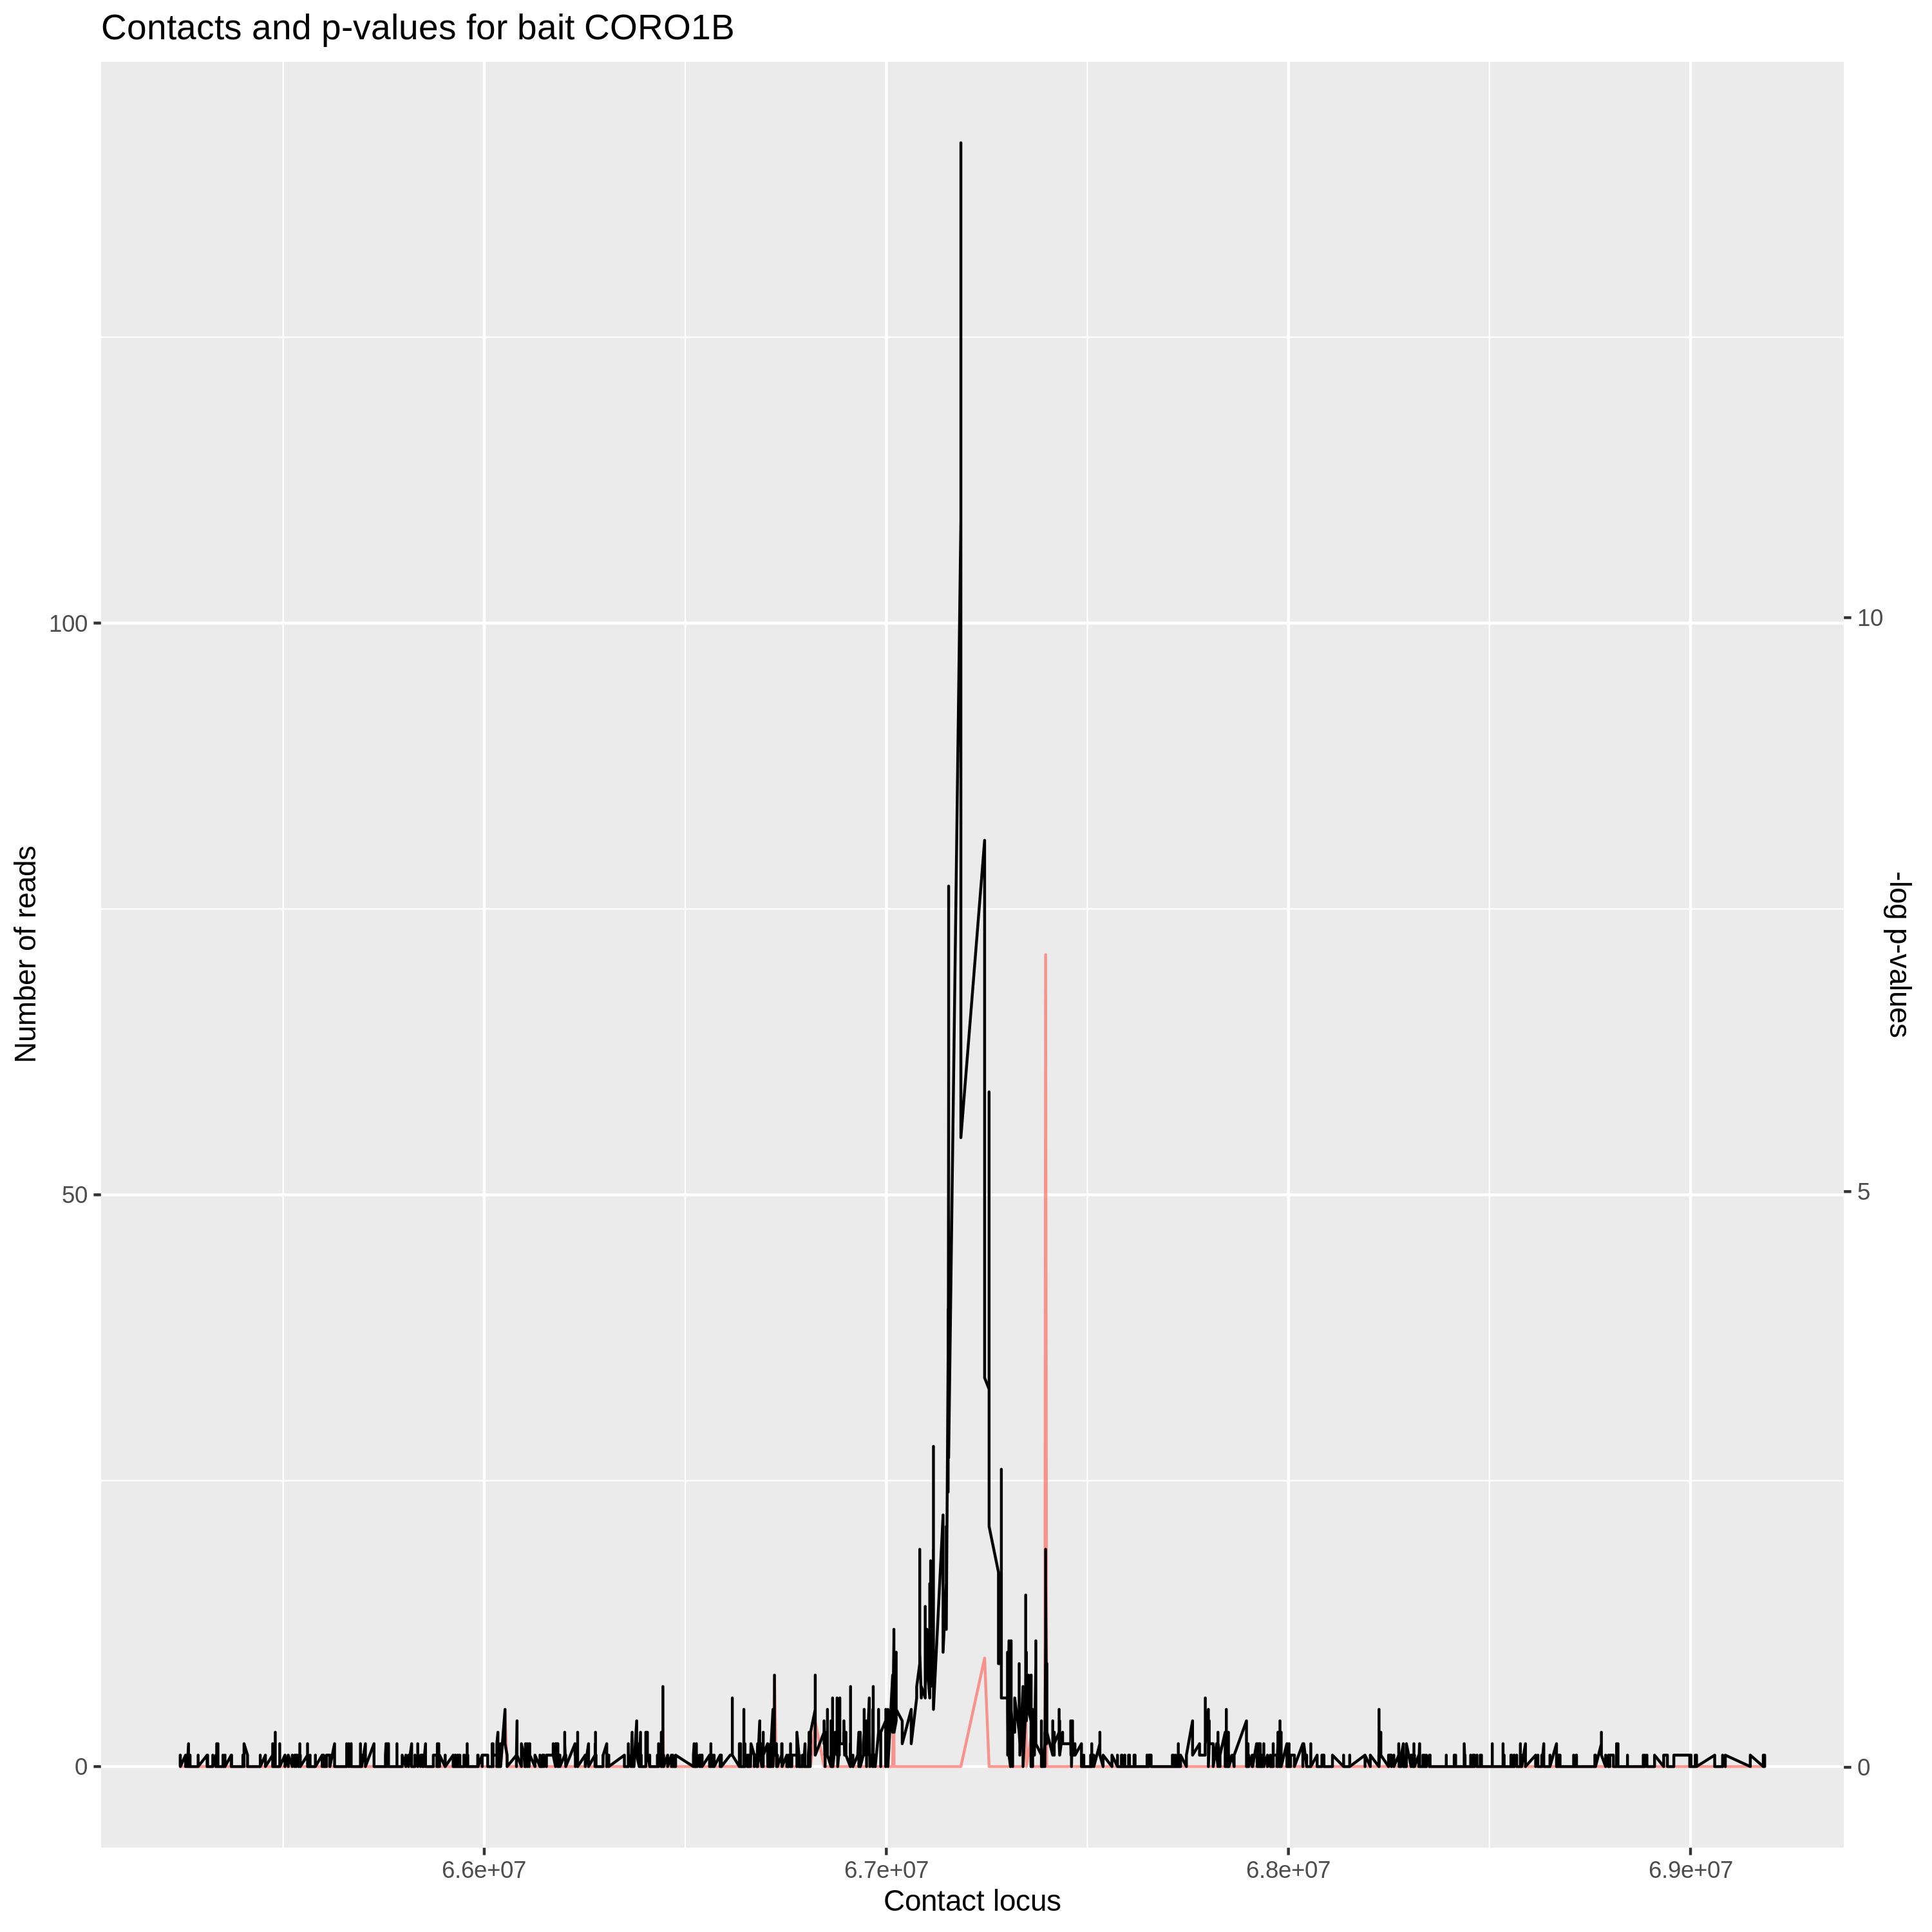 Contacts and p-values for bait CORO1B
Number of reads
100
50
0
10
5
0
-log p-values
6.6e+07
6.7e+07
6.8e+07
6.9e+07
Contact locus